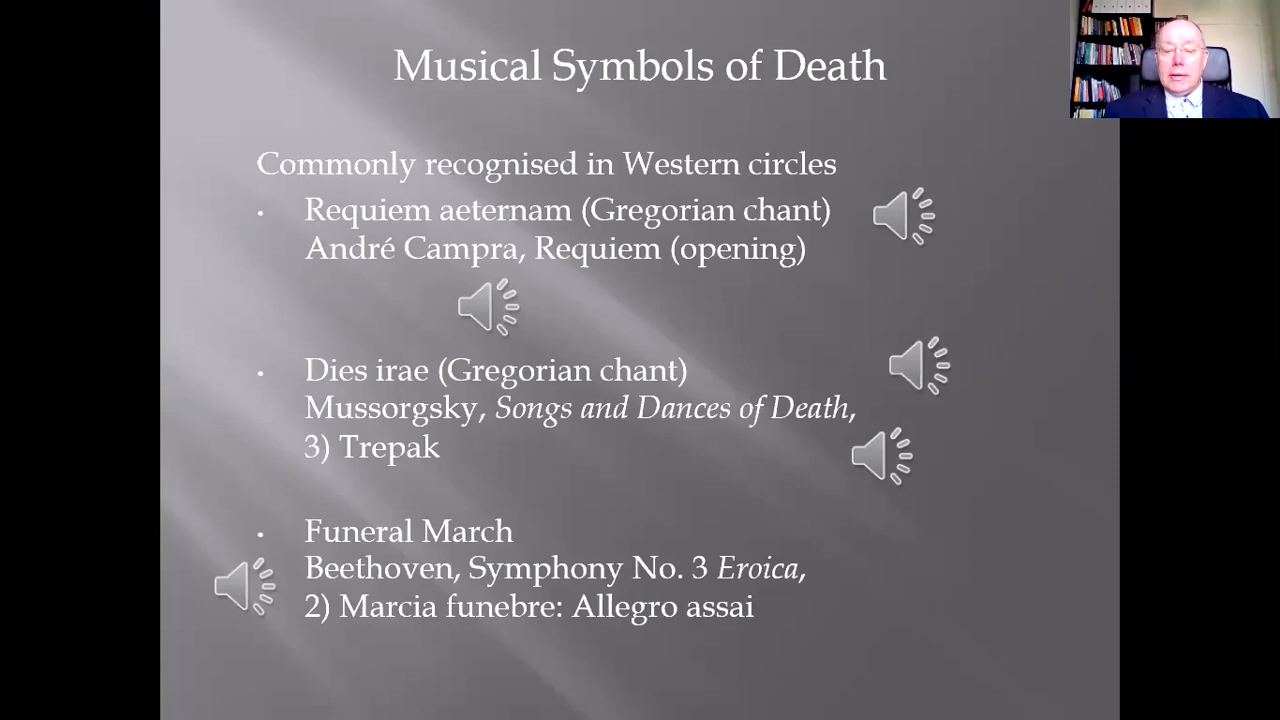 Musical Symbols of Death
Commonly recognised in Western circles
• Requiem aeternam (Gregorian chant)
André Campra, Requiem (opening)
• Dies irae (Gregorian chant)
Mussorgsky, Songs and Dances of Death,
3) Trepak
• Funeral March
Beethoven, Symphony No. 3 Eroica,
2) Marcia funebre: Allegro assai